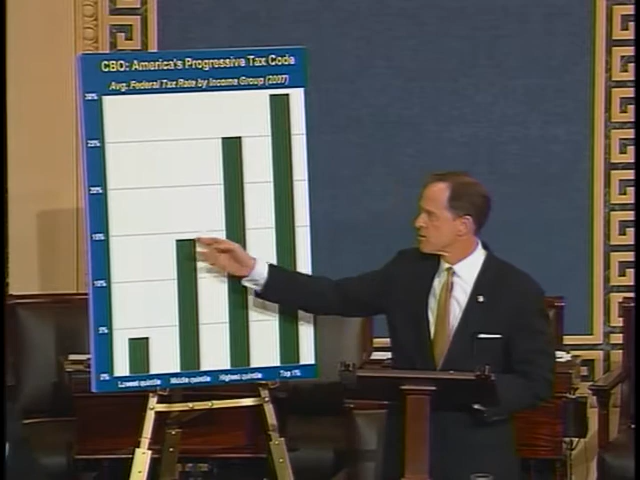 CBO: America's Progressive Tax Code
Avg. Federal Tax Rate by Income Group (2007)
30%
25%
20%
15%
10%
5%
0%
Lowest quintile Middle quintile Highest quintile Top 1%